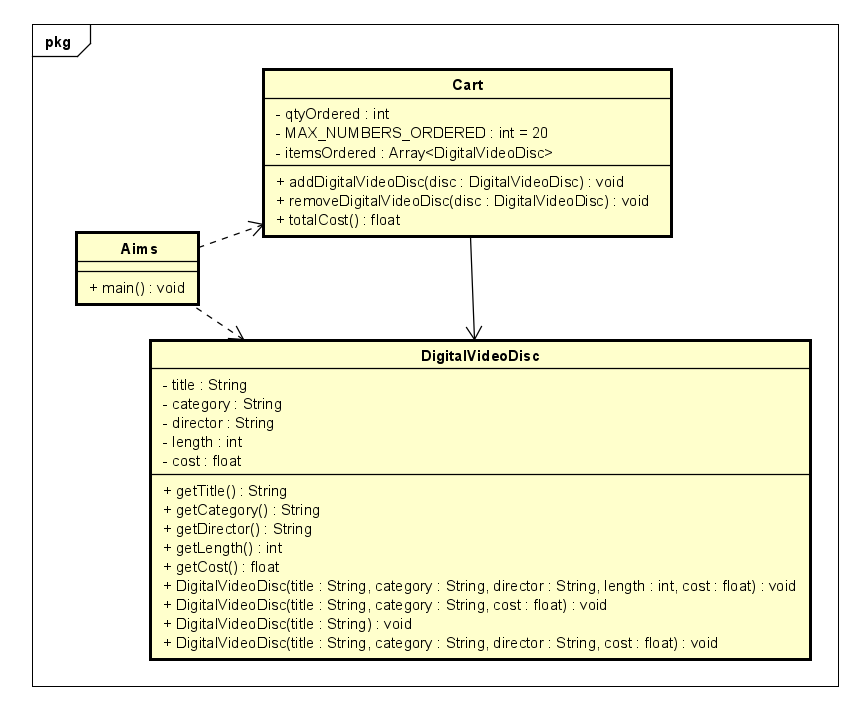 pkg
Cart
- qtyOrdered : int
- MAX_NUMBERS_ORDERED : int = 20
- itemsOrdered : Array<DigitalVideoDisc>
+ addDigitalVideoDisc(disc : DigitalVideoDisc) : void
+ removeDigitalVideoDisc(disc : DigitalVideoDisc) : void
+ totalCost() : float
Aims
+ main() : void
DigitalVideoDisc
- title : String
- category : String
- director : String
- length : int
- cost : float
+ getTitle() : String
+ getCategory() : String
+ getDirector() : String
+ getLength() : int
+ getCost() : float
+ DigitalVideoDisc(title : String, category : String, director : String, length : int, cost : float) : void
+ DigitalVideoDisc(title : String, category : String, cost : float) : void
+ DigitalVideoDisc(title : String) : void
+ DigitalVideoDisc(title : String, category : String, director : String, cost : float) : void